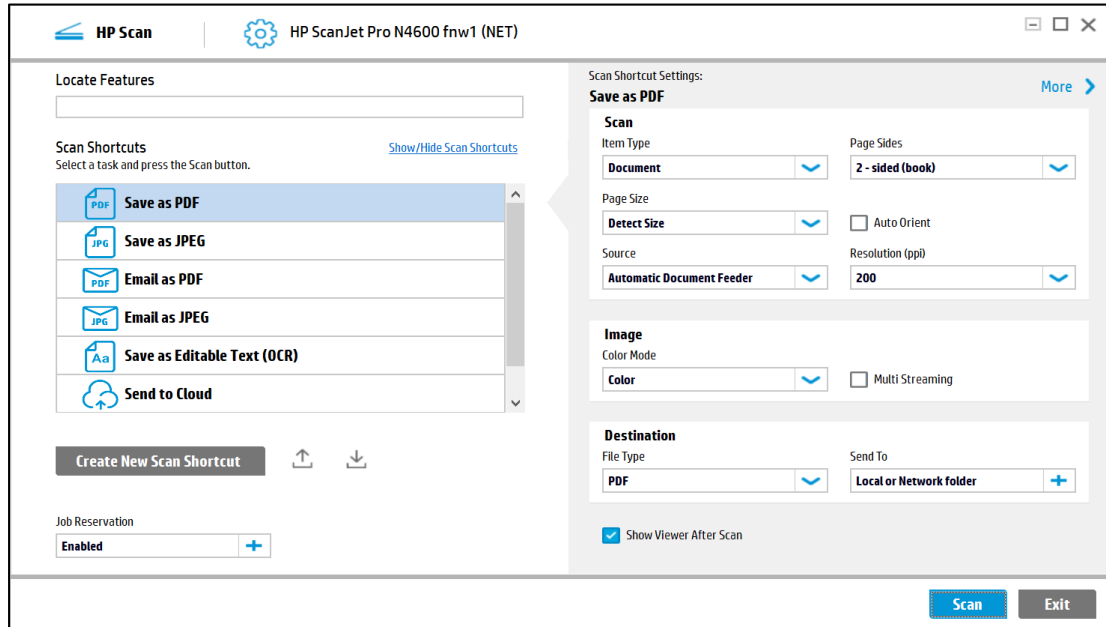 HP Scan
HP ScanJet Pro N4600 fnw1 (NET)
Locate Features
Scan Shortcuts
Show/Hide Scan Shortcuts
Select a task and press the Scan button.
PDF
Save as PDF
JPG
Save as JPEG
PDF
Email as PDF
JPG
Email as JPEG
Aa
Save as Editable Text (OCR)
Send to Cloud
Create New Scan Shortcut
Job Reservation
Enabled
Scan Shortcut Settings:
Save as PDF
More
Scan
Item Type
Page Sides
Document
2 - sided (book)
Page Size
Detect Size
Auto Orient
Source
Resolution (ppi)
Automatic Document Feeder
200
Image
Color Mode
Color
Multi Streaming
Destination
File Type
Send To
PDF
Local or Network folder
Show Viewer After Scan
Scan
Exit